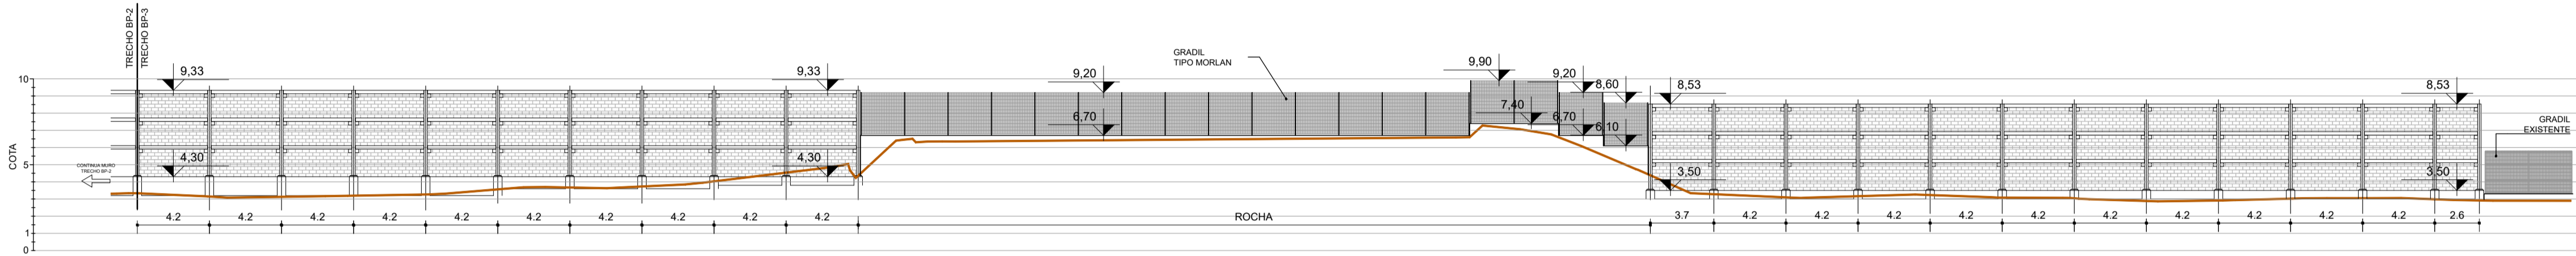 TRECHO BP-2
TRECHO BP-3
COTA
10
5
1
0
CONTINUA MURO
TRECHO BP-2
9,33
4,30
9,33
4,30
9,20
6,70
GRADIL
TIPO MORLAN
9,90
7,40
9,20
6,70
8,60
6,10
8,53
3,50
8,53
3,50
GRADIL
EXISTENTE
4.2 4.2 4.2 4.2 4.2 4.2 4.2 4.2 4.2 4.2 ROCHA 3.7 4.2 4.2 4.2 4.2 4.2 4.2 4.2 4.2 4.2 4.2 4.2 2.6